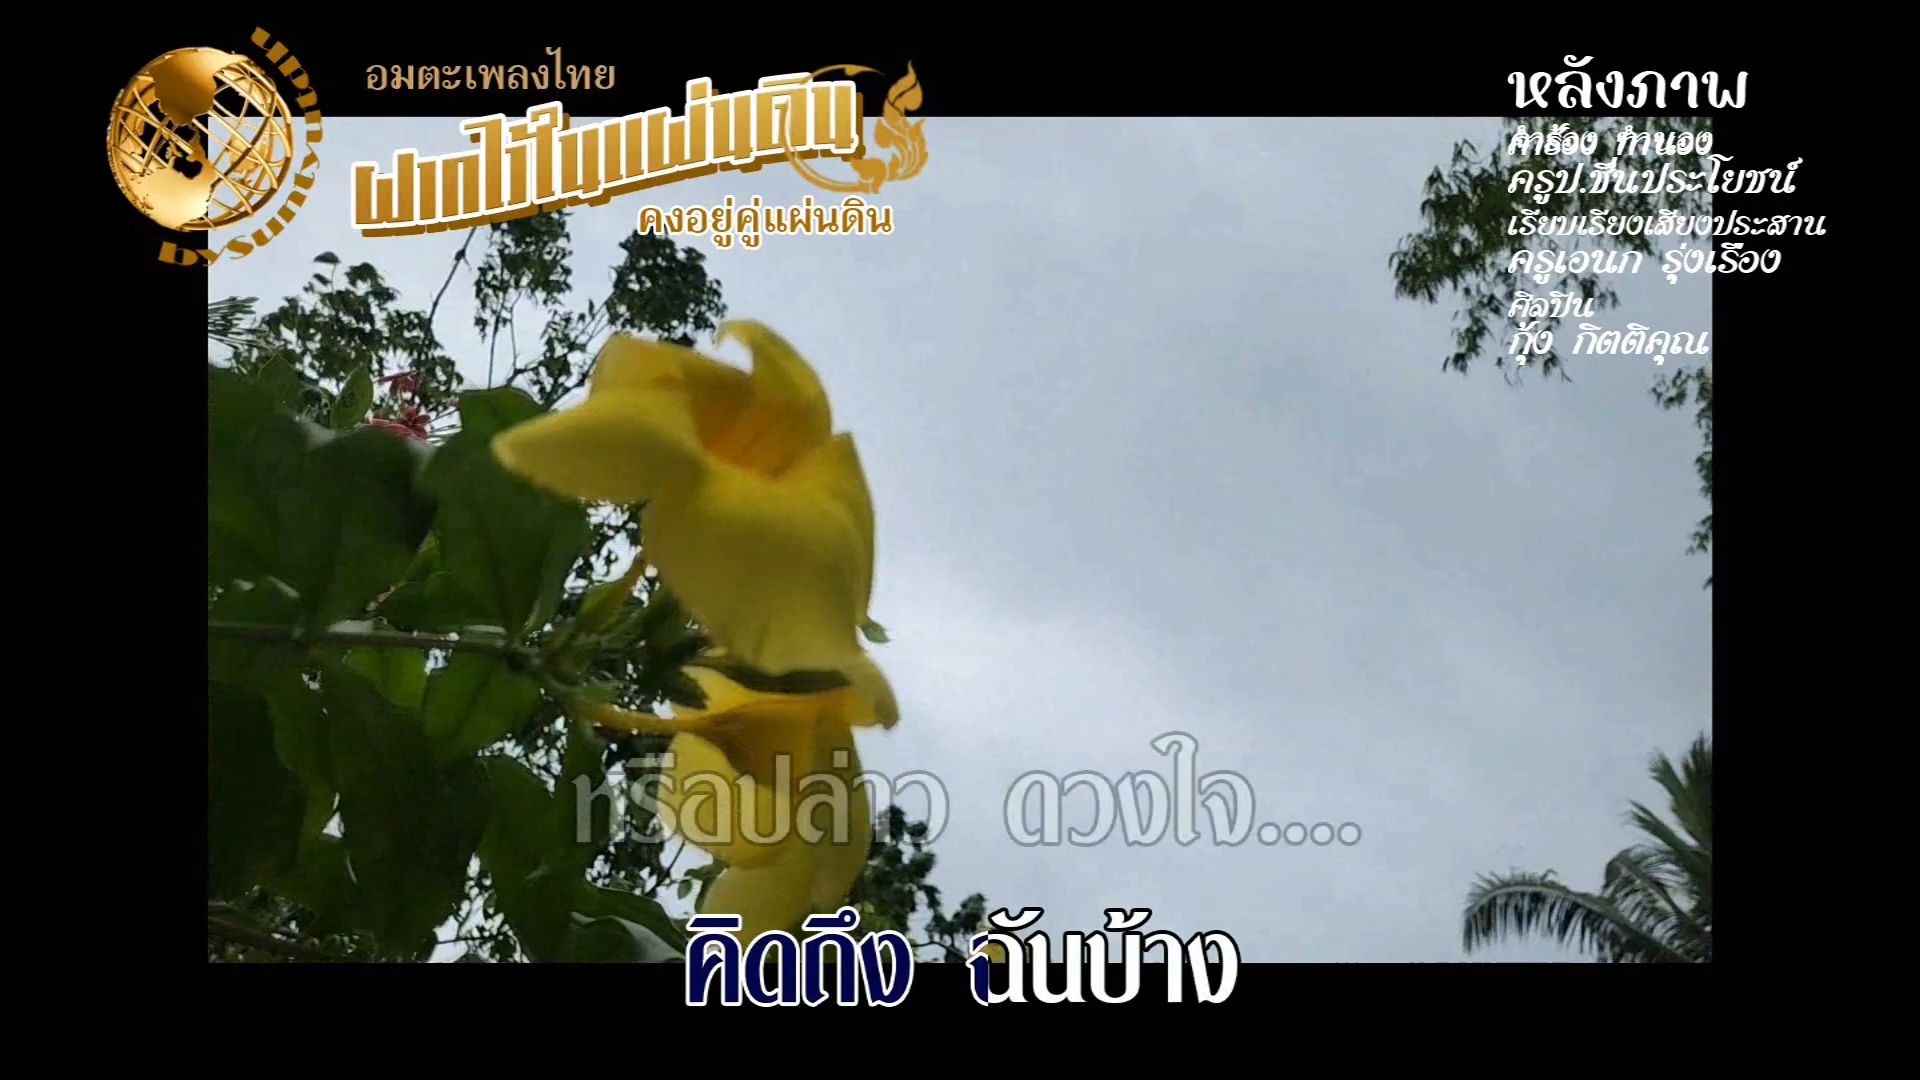 bysuntyanpan
อมตะเพลงไทย
ฝากไว้ในแผ่นดิน
คงอยู่คู่แผ่นดิน
หลังภาพ
คำร้อง ทำนอง
ครูป.ชื่นประโยชน์
เรียบเรียงเสียงประสาน
ครูเอนก รุ่งเรือง
ศิลปิน
กุ้ง กิตติคุณ
หรือปล่าว ดวงใจ....
คิดถึง ฉันบ้าง